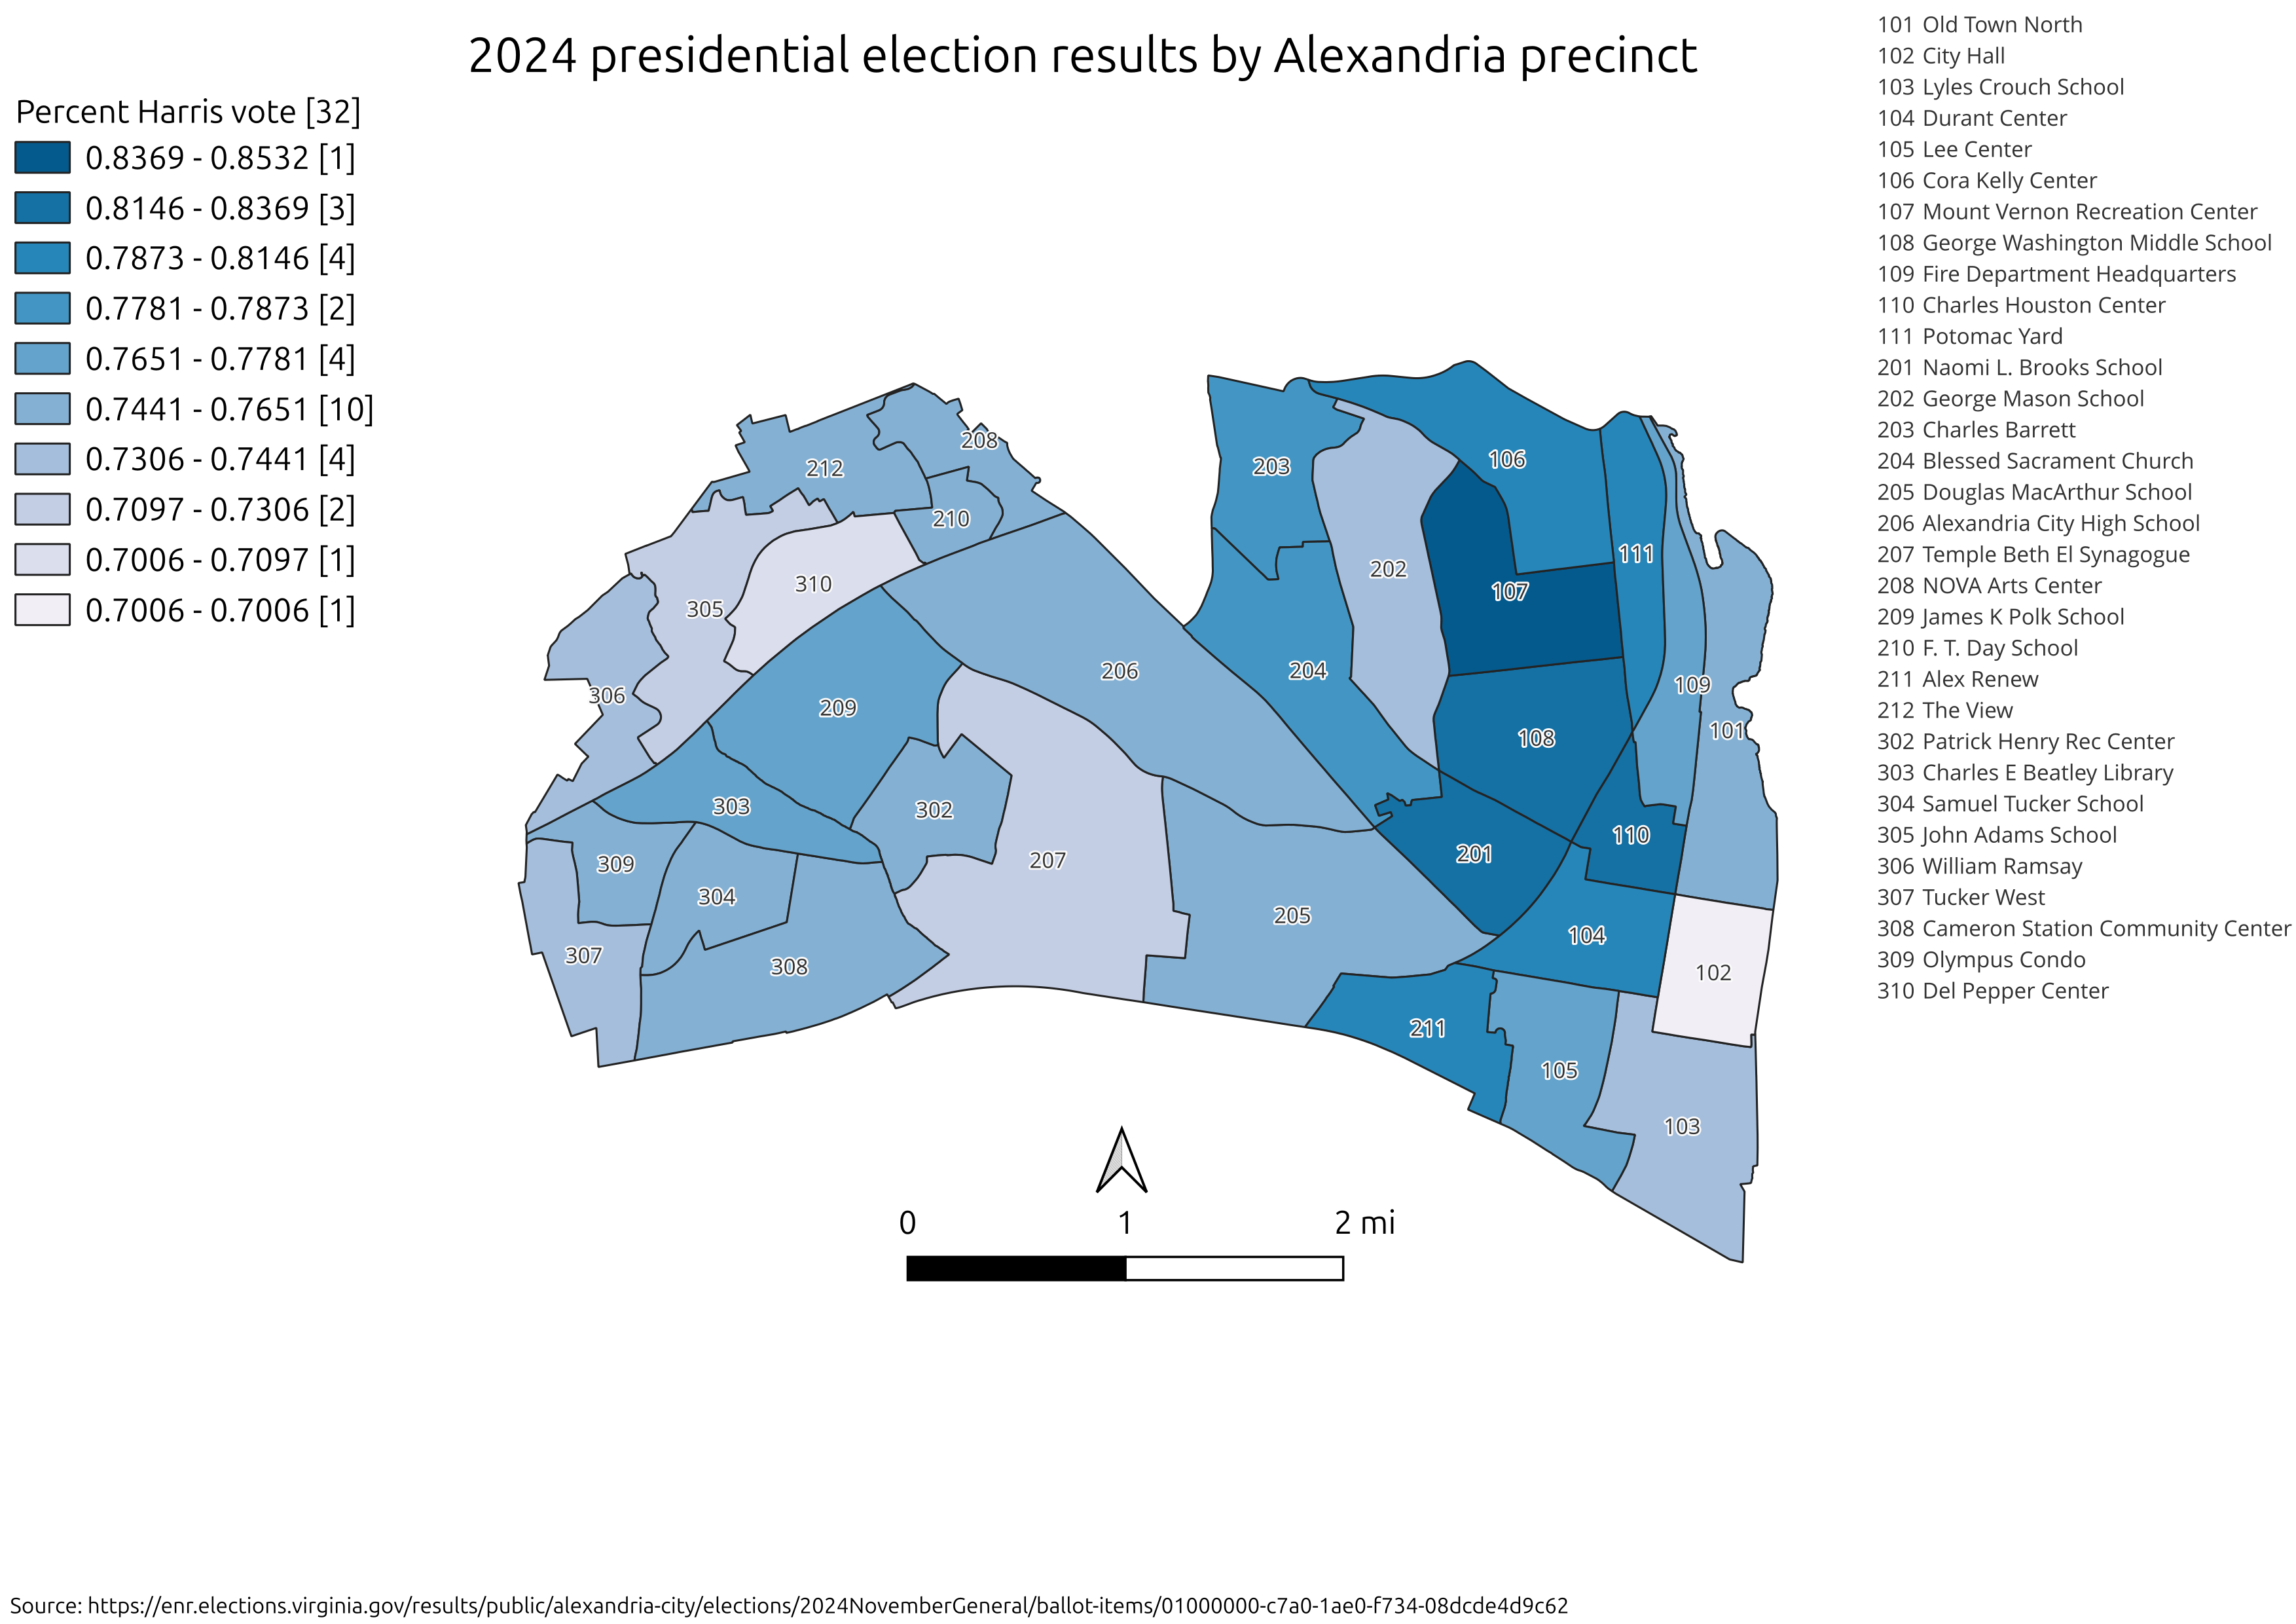 2024 presidential election results by Alexandria precinct
Percent Harris vote [32]
0.8369 - 0.8532 [1]
0.8146 - 0.8369 [3]
0.7873 - 0.8146 [4]
0.7781 - 0.7873 [2]
0.7651 - 0.7781 [4]
0.7441 - 0.7651 [10]
0.7306 - 0.7441 [4]
0.7097 - 0.7306 [2]
0.7006 - 0.7097 [1]
0.7006 - 0.7006 [1]
101 Old Town North
102 City Hall
103 Lyles Crouch School
104 Durant Center
105 Lee Center
106 Cora Kelly Center
107 Mount Vernon Recreation Center
108 George Washington Middle School
109 Fire Department Headquarters
110 Charles Houston Center
111 Potomac Yard
201 Naomi L. Brooks School
202 George Mason School
203 Charles Barrett
204 Blessed Sacrament Church
205 Douglas MacArthur School
206 Alexandria City High School
207 Temple Beth El Synagogue
208 NOVA Arts Center
209 James K Polk School
210 F. T. Day School
211 Alex Renew
212 The View
302 Patrick Henry Rec Center
303 Charles E Beatley Library
304 Samuel Tucker School
305 John Adams School
306 William Ramsay
307 Tucker West
308 Cameron Station Community Center
309 Olympus Condo
310 Del Pepper Center
208
212
203
106
210
111
202
310
107
305
206
204
109
306
209
101
108
303
302
110
201
207
309
304
205
104
307
308
102
211
105
103
0 1 2 mi
Source: https://enr.elections.virginia.gov/results/public/alexandria-city/elections/2024NovemberGeneral/ballot-items/01000000-c7a0-1ae0-f734-08dcde4d9c62